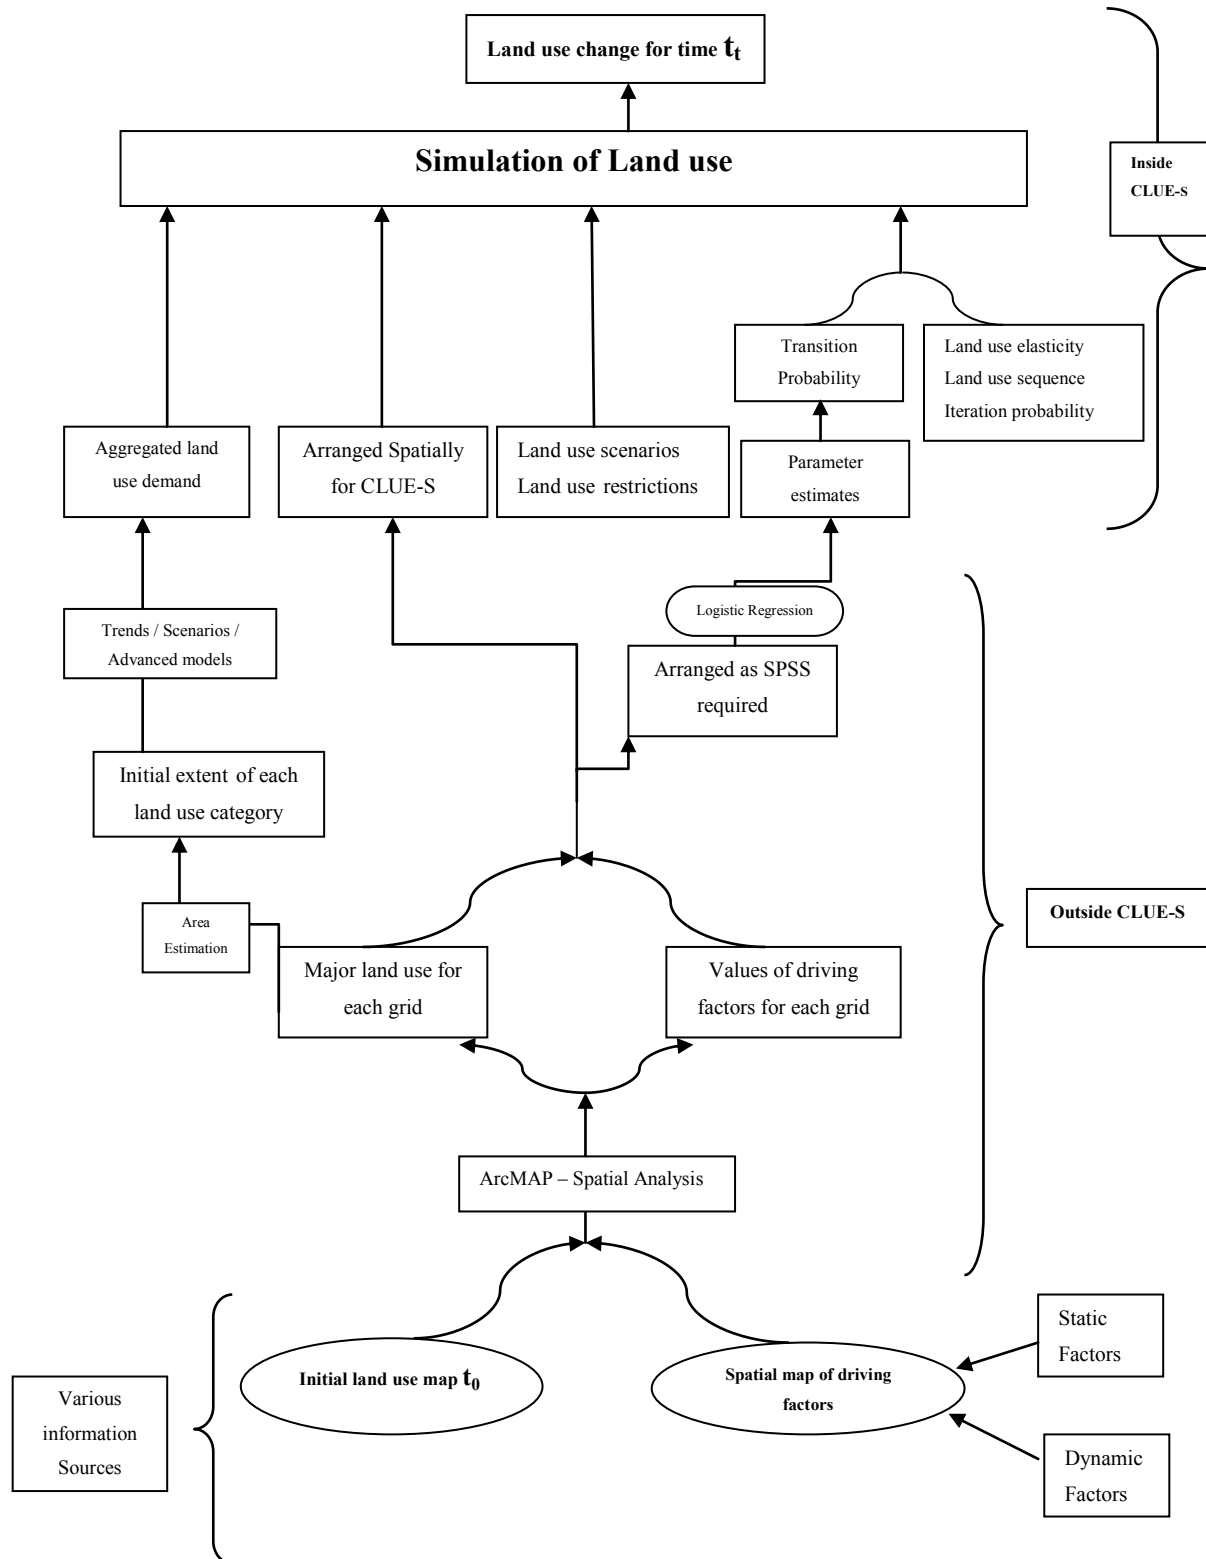 Land use change for time tt
Simulation of Land use
Inside
CLUE-S
Transition
Probability
Land use elasticity
Land use sequence
Iteration probability
Aggregated land
use demand
Arranged Spatially
for CLUE-S
Land use scenarios
Land use restrictions
Parameter
estimates
Logistic Regression
Trends / Scenarios /
Advanced models
Arranged as SPSS
required
Initial extent of each
land use category
Area
Estimation
Major land use for
each grid
Values of driving
factors for each grid
Outside CLUE-S
ArcMAP – Spatial Analysis
Static
Factors
Initial land use map t0
Spatial map of driving
factors
Various
information
Sources
Dynamic
Factors